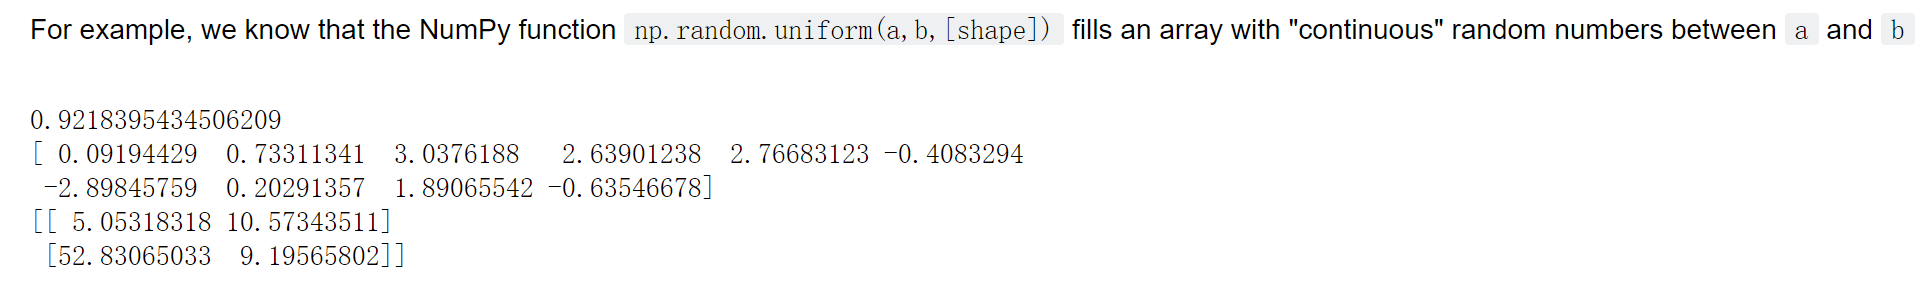 For example, we know that the NumPy function np.random.uniform(a,b,[shape]) fills an array with "continuous" random numbers between a and b
0.9218395434506209
[ 0.09194429  0.73311341  3.0376188   2.63901238  2.76683123 -0.4083294
 -2.89845759  0.20291357  1.89065542 -0.63546678]
[[ 5.05318318 10.57343511]
 [52.83065033  9.19565802]]